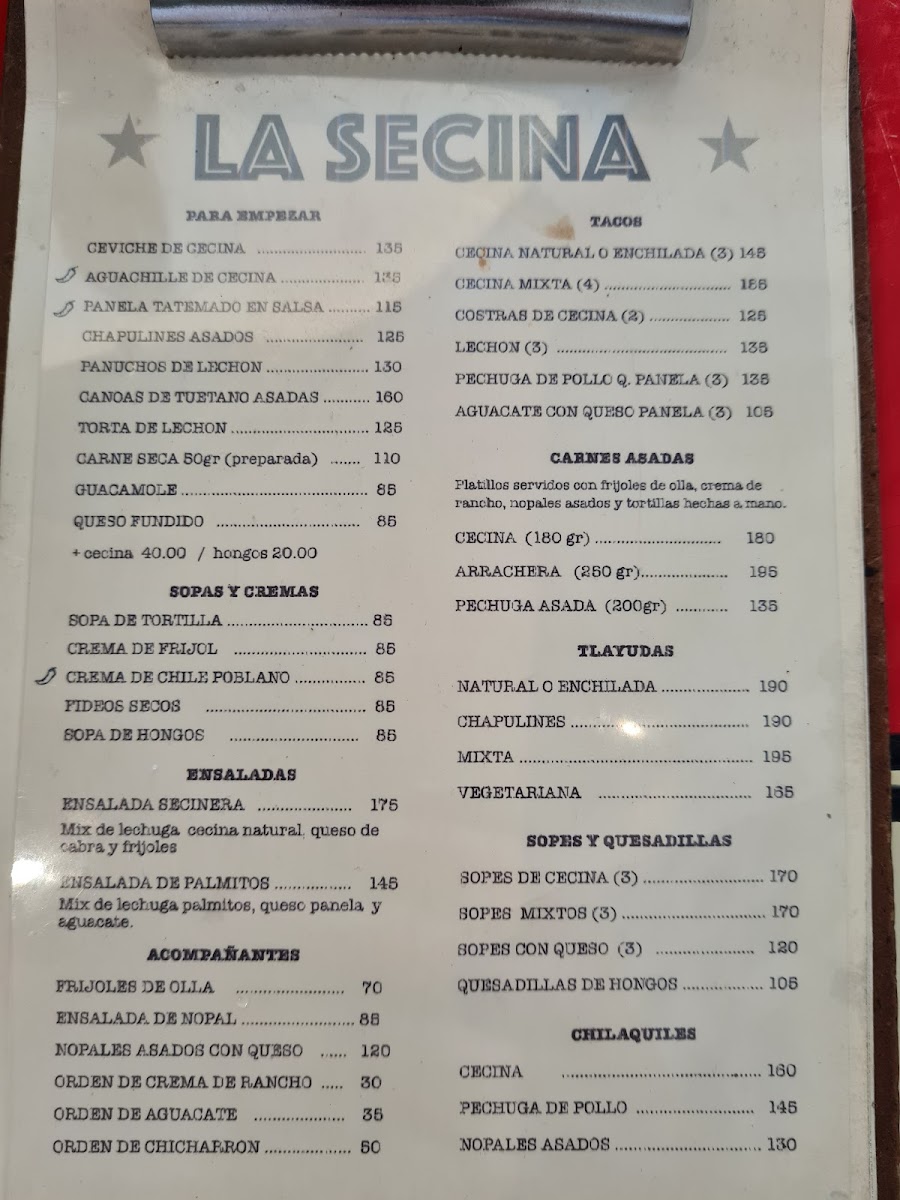 LA SECINA
PARA EMPEZAR
CEVICHE DE CECINA .................... 135
AGUACHILLE DE CECINA ................ 135
PANELA TATEMADO EN SALSA .......... 115
CHAPULINES ASADOS .................... 125
PANUCHOS DE LECHON ..................... 130
CANOAS DE TUETANO ASADAS ........... 160
TORTA DE LECHON ........................... 125
CARNE SECA 50gr (preparada) ....... 110
GUACAMOLE ..................................... 85
QUESO FUNDIDO ............................ 85
+ cecina 40.00 / hongos 20.00
SOPAS Y CREMAS
SOPA DE TORTILLA ............................ 85
CREMA DE FRIJOL .......................... 85
CREMA DE CHILE POBLANO .............. 85
FIDEOS SECOS ............................... 85
SOPA DE HONGOS ......................... 85
ENSALADAS
ENSALADA SECINERA .................. 175
Mix de lechuga cecina natural, queso de
cabra y frijoles
ENSALADA DE PALMITOS ............... 145
Mix de lechuga palmitos, queso panela y
aguacate.
ACOMPAÑANTES
FRIJOLES DE OLLA ..................... 70
ENSALADA DE NOPAL ...................... 85
NOPALES ASADOS CON QUESO ...... 120
ORDEN DE CREMA DE RANCHO ..... 30
ORDEN DE AGUACATE .................. 35
ORDEN DE CHICHARRON ................. 50
TACOS
CECINA NATURAL O ENCHILADA (3) 145
CECINA MIXTA (4) .......................... 185
COSTRAS DE CECINA (2) ................ 125
LECHON (3) .................................. 135
PECHUGA DE POLLO Q. PANELA (3) 135
AGUACATE CON QUESO PANELA (3) 105
CARNES ASADAS
Platillos servidos con frijoles de olla, crema de
rancho, nopales asados y tortillas hechas a mano.
CECINA (180 gr) ......................... 180
ARRACHERA (250 gr).................. 195
PECHUGA ASADA (200gr) ........... 135
TLAYUDAS
NATURAL O ENCHILADA .................. 190
CHAPULINES .................................... 190
MIXTA ............................................... 195
VEGETARIANA ............................... 165
SOPES Y QUESADILLAS
SOPES DE CECINA (3) ......................... 170
SOPES MIXTOS (3) .............................. 170
SOPES CON QUESO (3) .................... 120
QUESADILLAS DE HONGOS ................ 105
CHILAQUILES
CECINA ........................................ 160
PECHUGA DE POLLO ........................ 145
NOPALES ASADOS ............................. 130